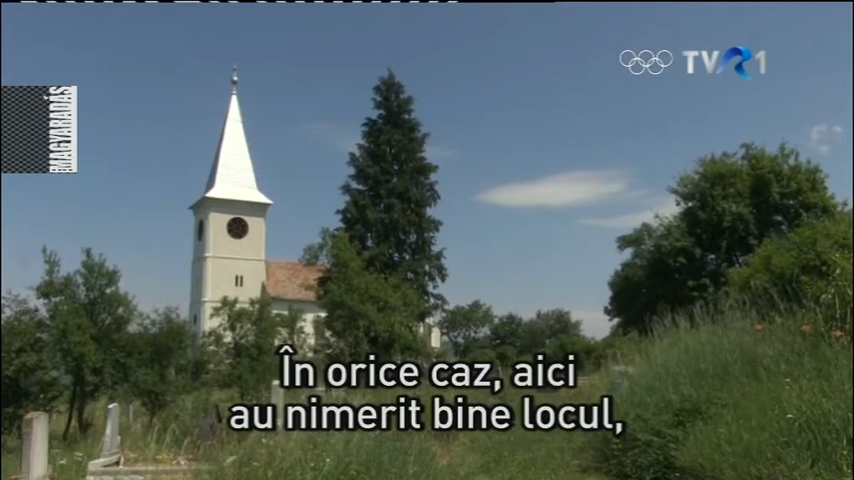 TVR1
MAGYARADÁS
În orice caz, aici
au nimerit bine locul,